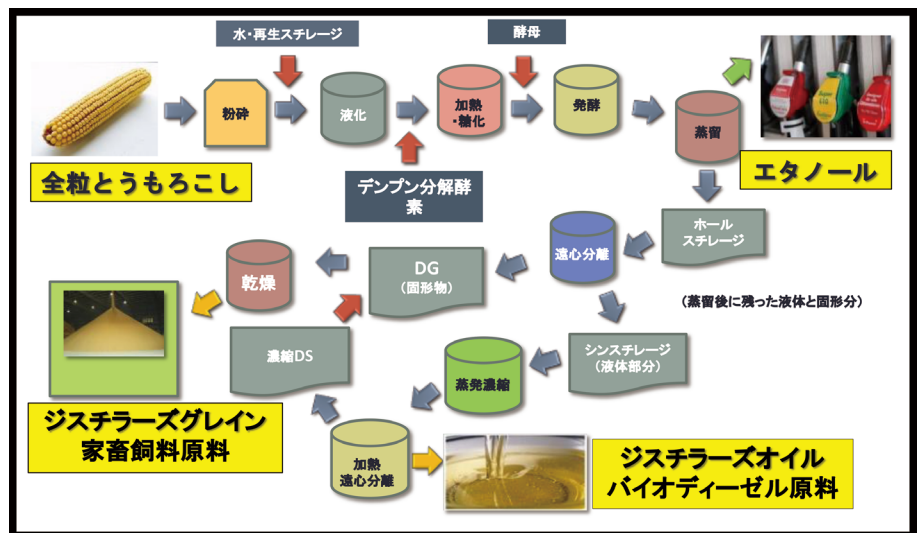 水・再生スチレージ
酵母
粉砕
液化
加熱
・糖化
発酵
蒸留
全粒とうもろこし
デンプン分解酵
素
エタノール
ホール
スチレージ
遠心分離
DG
(固形物)
乾燥
(蒸留後に残った液体と固形分)
シンスチレージ
(液体部分)
濃縮DS
蒸発濃縮
ジスチラーズグレイン
家畜飼料原料
加熱
遠心分離
ジスチラーズオイル
バイオディーゼル原料